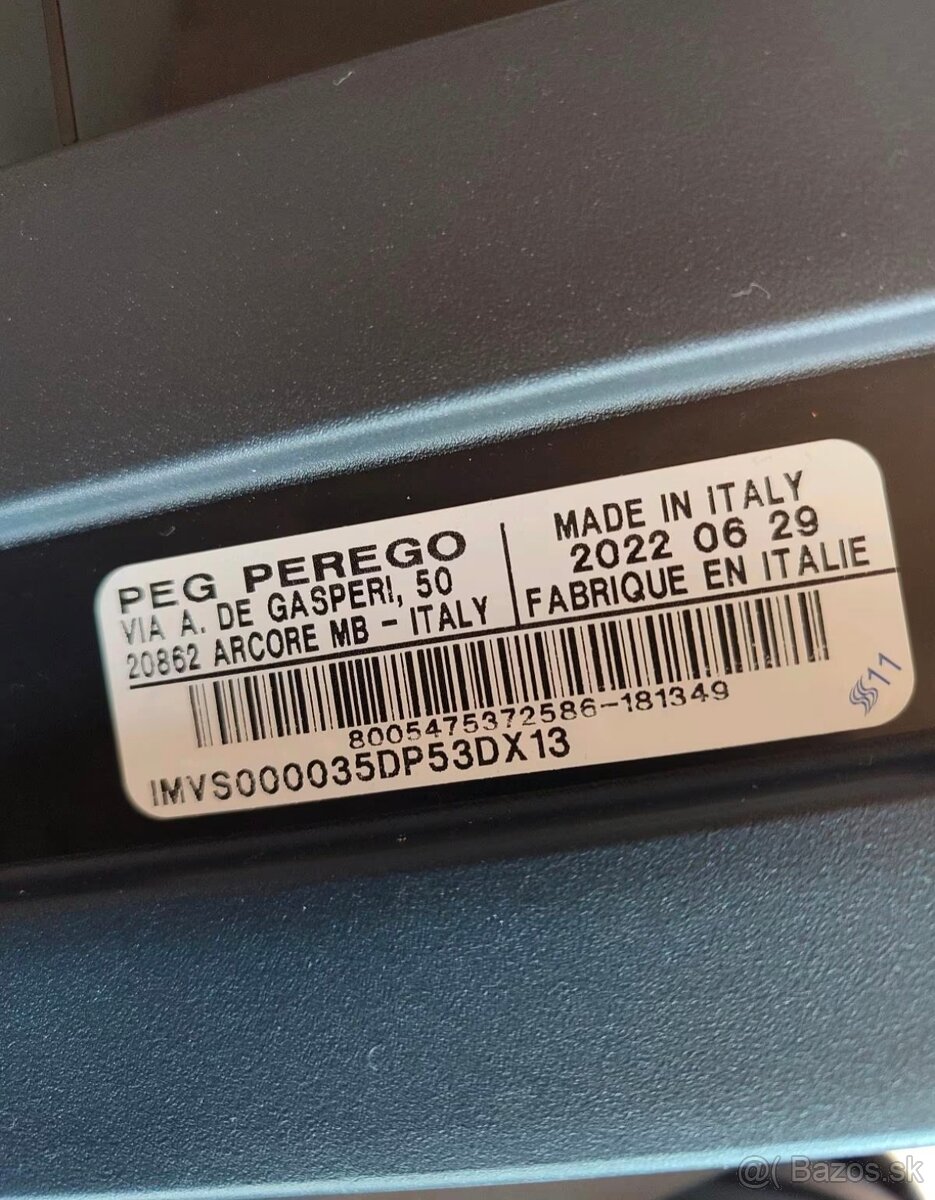 PEG PEREGO
VIA A. DE GASPERI, 50
20862 ARCORE MB - ITALY
MADE IN ITALY
2022 06 29
FABRIQUE EN ITALIE
8005475372586-181349
IMVS000035DP53DX13
11
@( Bazos.sk